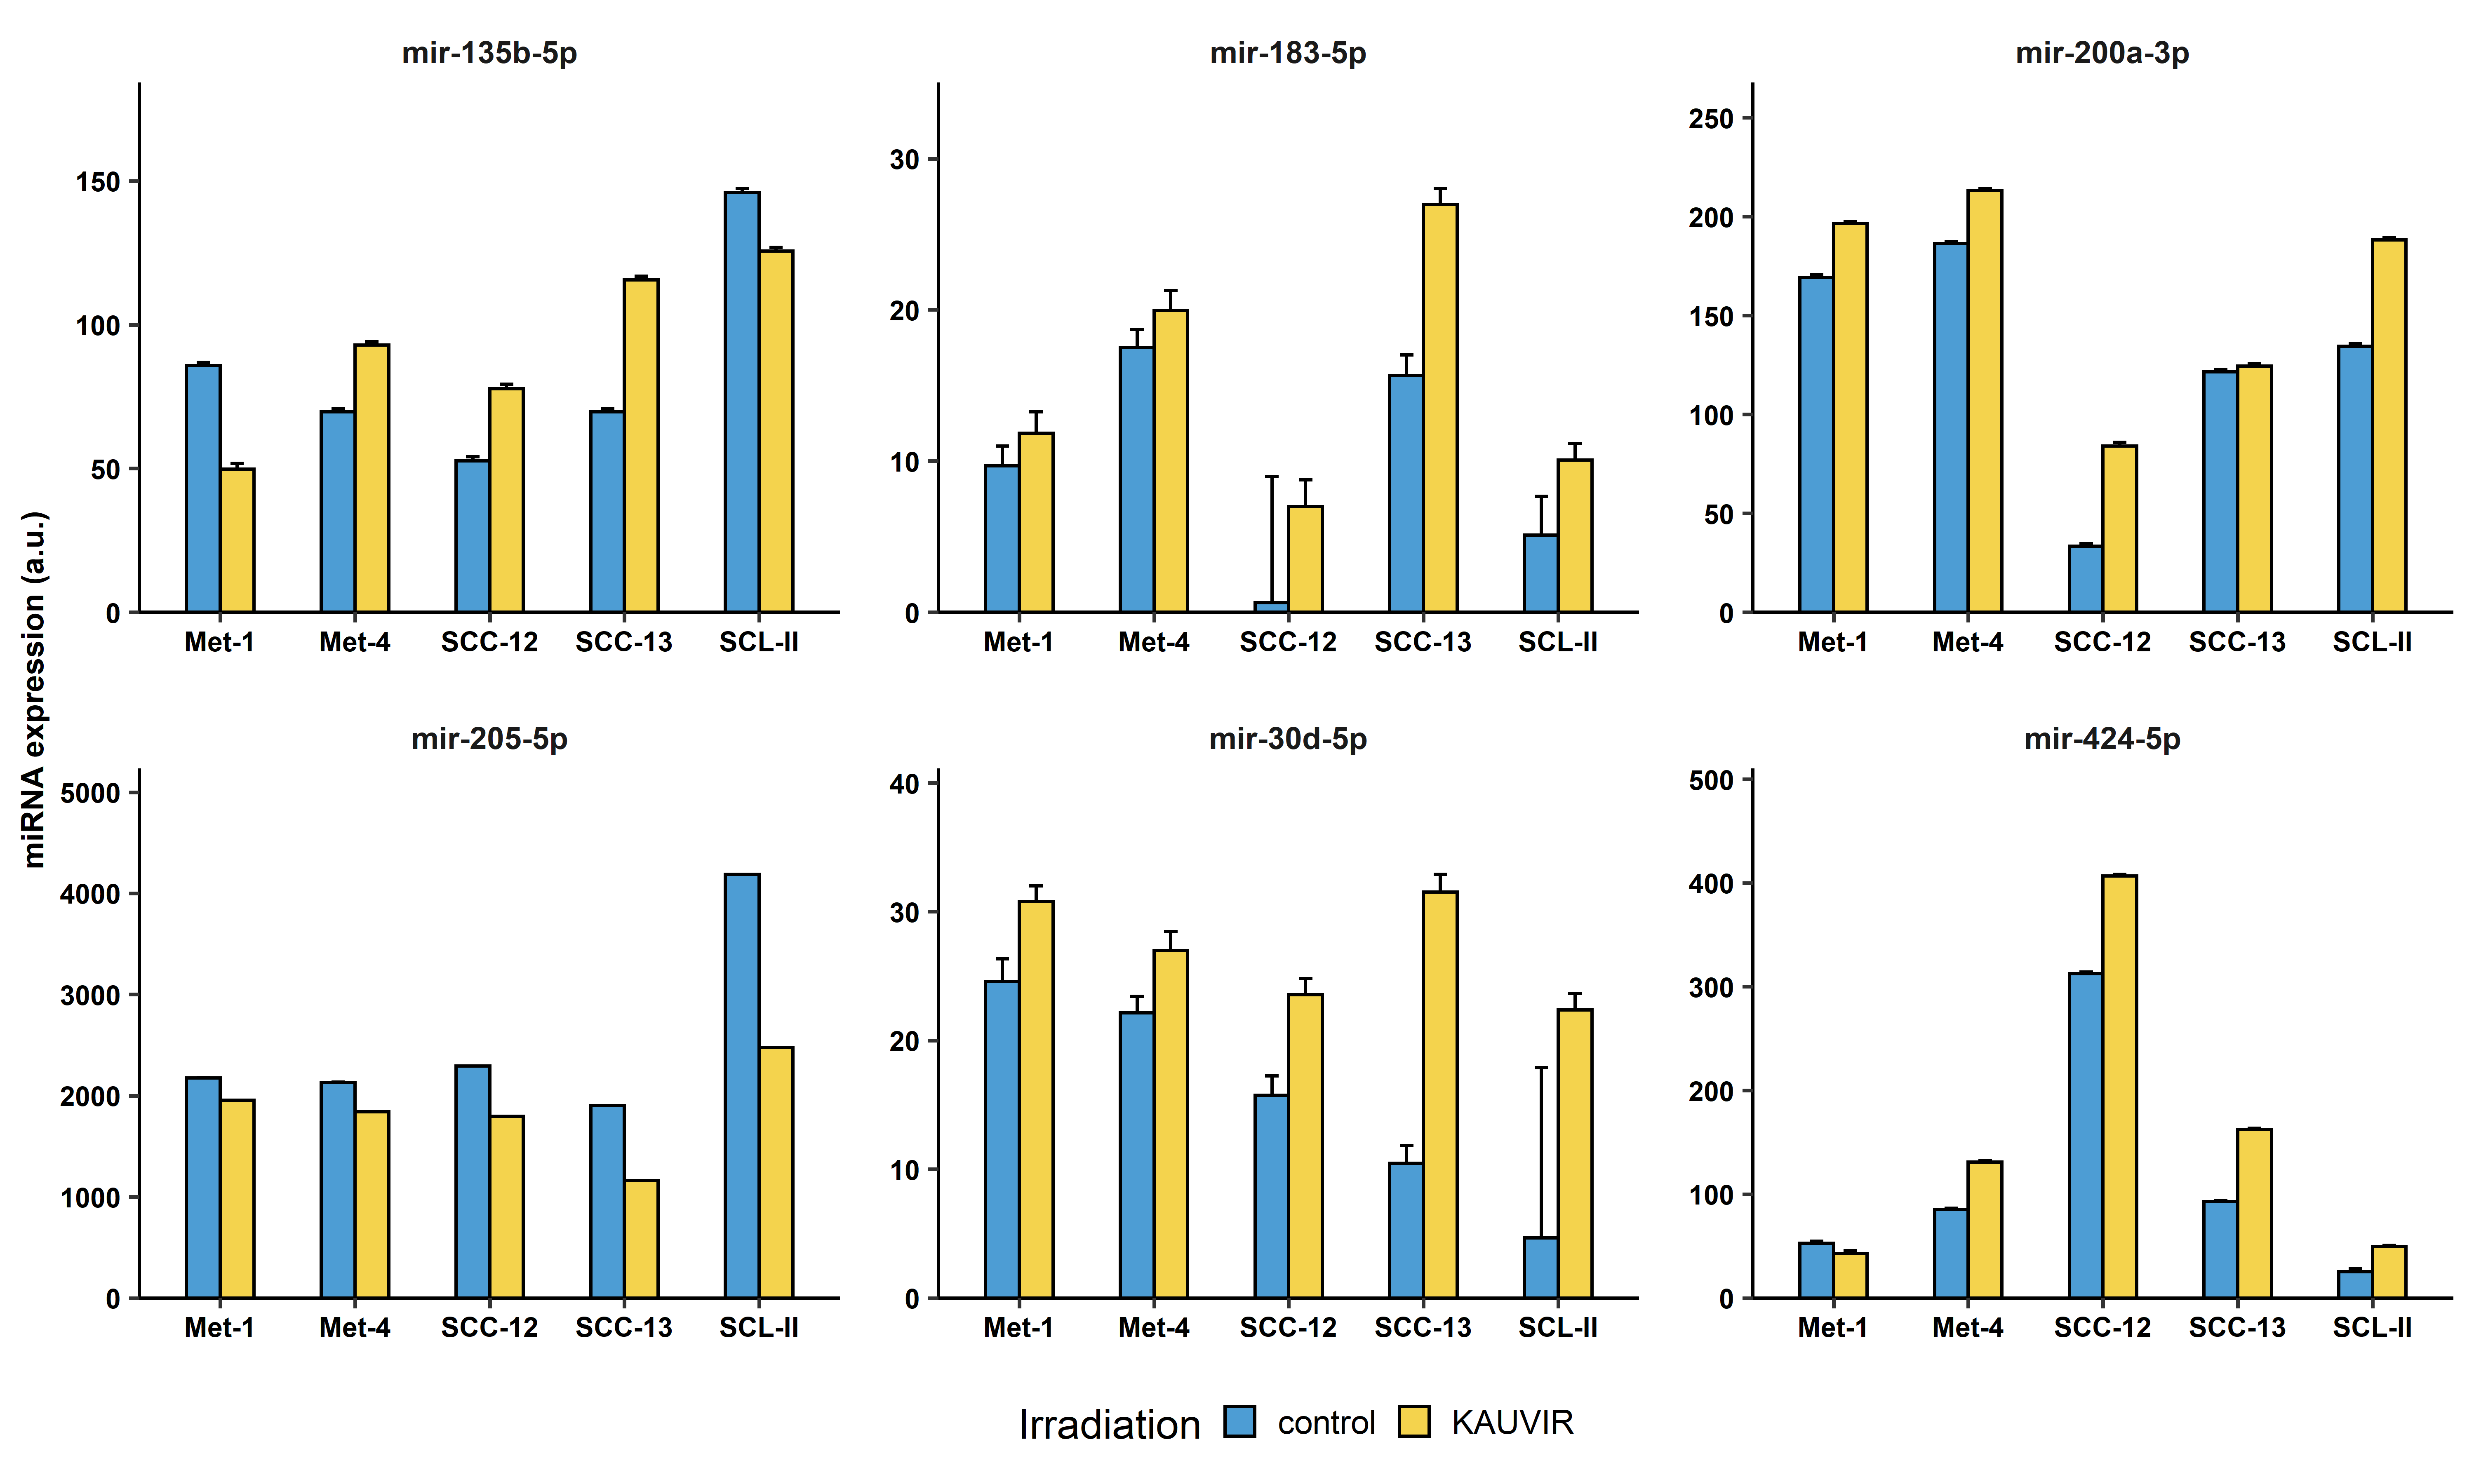 mir-135b-5p
mir-183-5p
mir-200a-3p
miRNA expression (a.u.)
150
100
50
0
Met-1 Met-4 SCC-12 SCC-13 SCL-II
30
20
10
0
Met-1 Met-4 SCC-12 SCC-13 SCL-II
250
200
150
100
50
0
Met-1 Met-4 SCC-12 SCC-13 SCL-II
mir-205-5p
mir-30d-5p
mir-424-5p
5000
4000
3000
2000
1000
0
Met-1 Met-4 SCC-12 SCC-13 SCL-II
40
30
20
10
0
Met-1 Met-4 SCC-12 SCC-13 SCL-II
500
400
300
200
100
0
Met-1 Met-4 SCC-12 SCC-13 SCL-II
Irradiation control KAUVIR